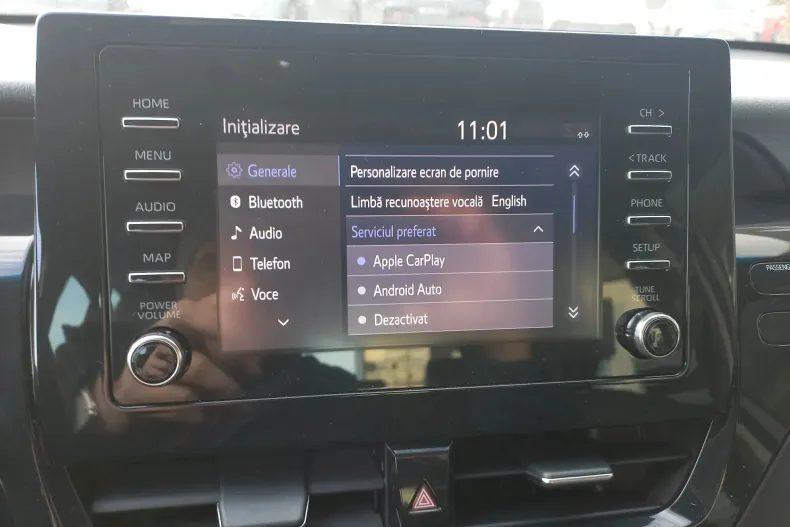 HOME
MENU
AUDIO
MAP
POWER
VOLUME
Inițializare
11:01
Generale
Bluetooth
Audio
Telefon
Voce
Personalizare ecran de pornire
Limbă recunoaștere vocală English
Serviciul preferat
Apple CarPlay
Android Auto
Dezactivat
CH >
< TRACK
PHONE
SETUP
TUNE
SCROLL